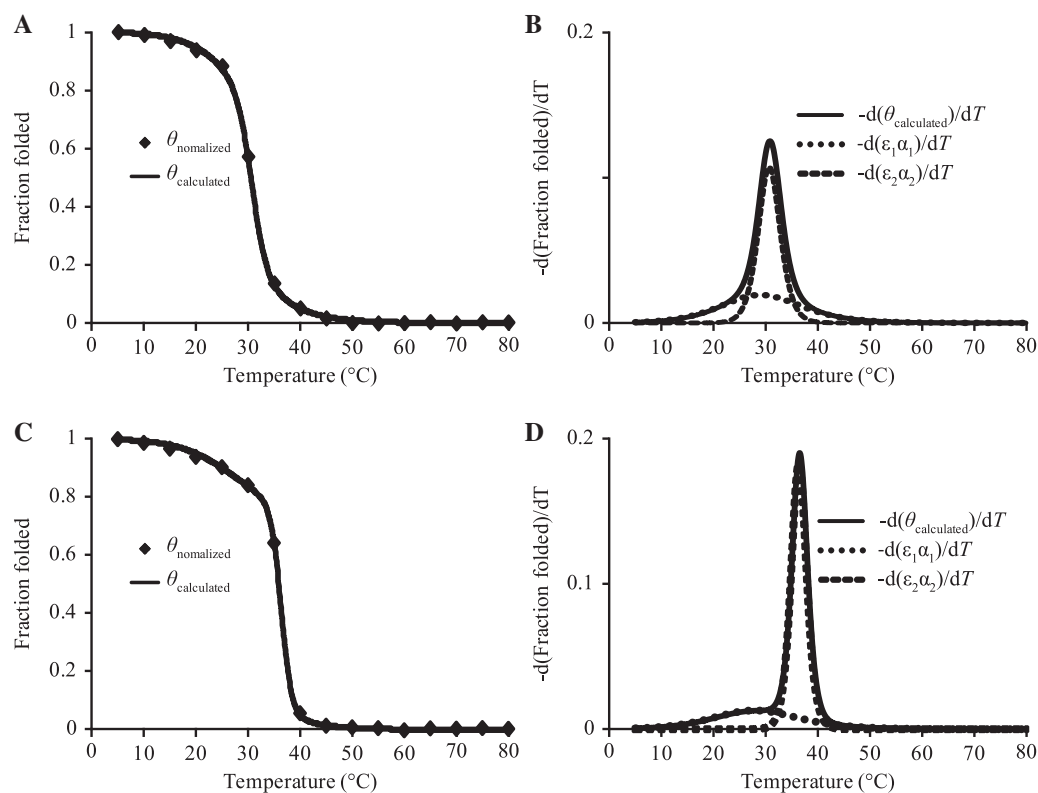 A
Fraction folded
1
0.8
0.6
0.4
0.2
0
θnomalized
θcalculated
0 10 20 30 40 50 60 70 80
Temperature (°C)
B
-d(Fraction folded)/dT
0.2
0
-d(θcalculated)/dT
-d(ε1α1)/dT
-d(ε2α2)/dT
0 10 20 30 40 50 60 70 80
Temperature (°C)
C
Fraction folded
1
0.8
0.6
0.4
0.2
0
θnomalized
θcalculated
0 10 20 30 40 50 60 70 80
Temperature (°C)
D
-d(Fraction folded)/dT
0.2
0.1
0
-d(θcalculated)/dT
-d(ε1α1)/dT
-d(ε2α2)/dT
0 10 20 30 40 50 60 70 80
Temperature (°C)